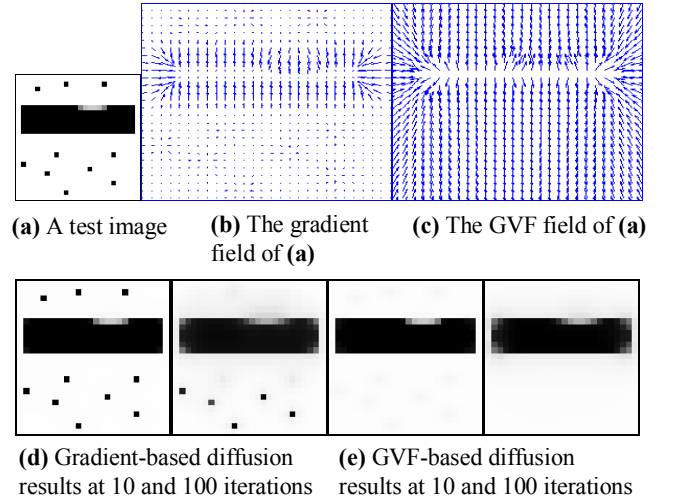 (a) A test image
(b) The gradient
field of (a)
(c) The GVF field of (a)
(d) Gradient-based diffusion
results at 10 and 100 iterations
(e) GVF-based diffusion
results at 10 and 100 iterations